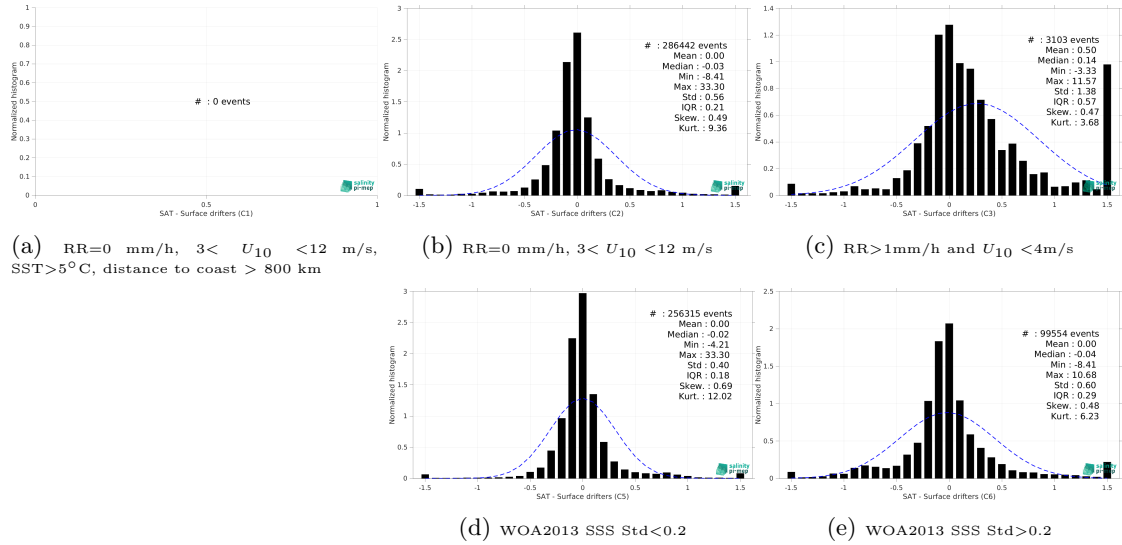 1
0.9
0.8
0.7
0.6
0.5
0.4
0.3
0.2
0.1
0
Normalized histogram
# : 0 events
0 0.5 1
SAT - Surface drifters (C1)
salinity
pi-mep
(a) RR=0 mm/h, 3< U10 <12 m/s,
SST>5°C, distance to coast > 800 km
3
2.5
2
1.5
1
0.5
0
Normalized histogram
# : 286442 events
Mean : 0.00
Median : -0.03
Min : -8.41
Max : 33.30
Std : 0.56
IQR : 0.21
Skew. : 0.49
Kurt. : 9.36
-1.5 -1 -0.5 0 0.5 1 1.5
SAT - Surface drifters (C2)
salinity
pi-mep
(b) RR=0 mm/h, 3< U10 <12 m/s
1.4
1.2
1
0.8
0.6
0.4
0.2
0
Normalized histogram
# : 3103 events
Mean : 0.50
Median : 0.14
Min : -3.33
Max : 11.57
Std : 1.38
IQR : 0.57
Skew. : 0.47
Kurt. : 3.68
-1.5 -1 -0.5 0 0.5 1 1.5
SAT - Surface drifters (C3)
salinity
pi-mep
(c) RR>1mm/h and U10 <4m/s
3
2.5
2
1.5
1
0.5
0
Normalized histogram
# : 256315 events
Mean : 0.00
Median : -0.02
Min : -4.21
Max : 33.30
Std : 0.40
IQR : 0.18
Skew. : 0.69
Kurt. : 12.02
-1.5 -1 -0.5 0 0.5 1 1.5
SAT - Surface drifters (C5)
salinity
pi-mep
(d) WOA2013 SSS Std<0.2
2.5
2
1.5
1
0.5
0
Normalized histogram
# : 99554 events
Mean : 0.00
Median : -0.04
Min : -8.41
Max : 10.68
Std : 0.60
IQR : 0.29
Skew. : 0.48
Kurt. : 6.23
-1.5 -1 -0.5 0 0.5 1 1.5
SAT - Surface drifters (C6)
salinity
pi-mep
(e) WOA2013 SSS Std>0.2